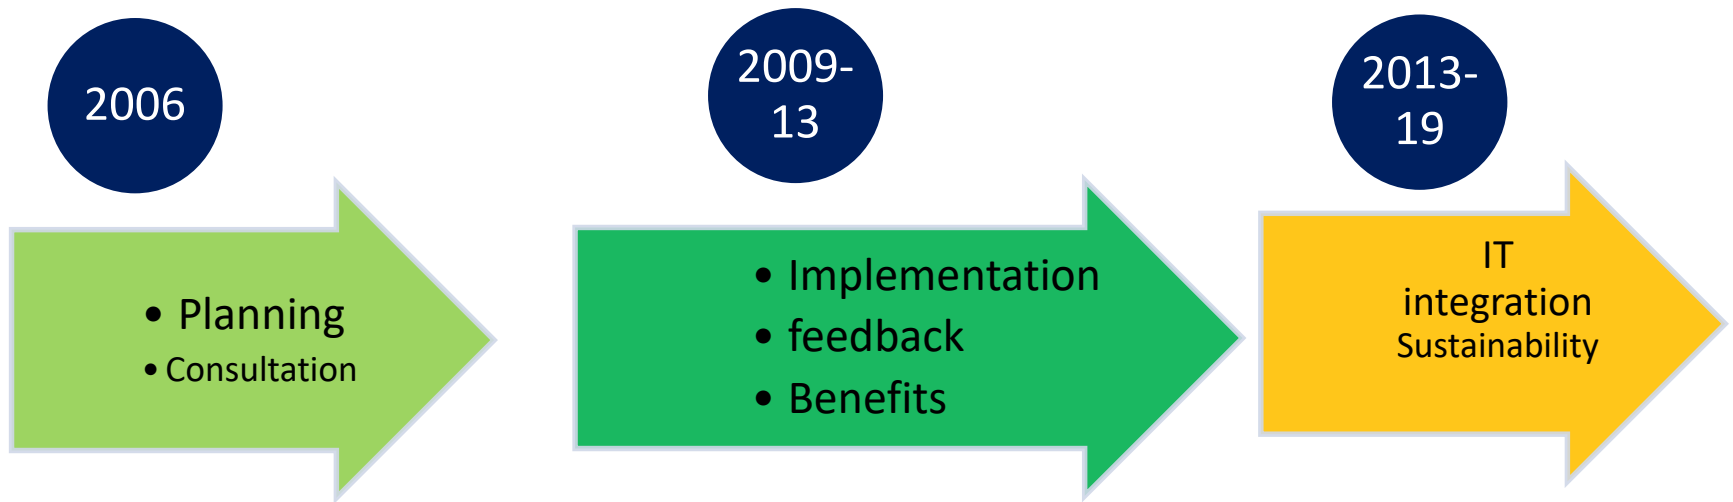 2006
2009-
13
2013-
19
• Planning
• Consultation
• Implementation
• feedback
• Benefits
IT
integration
Sustainability